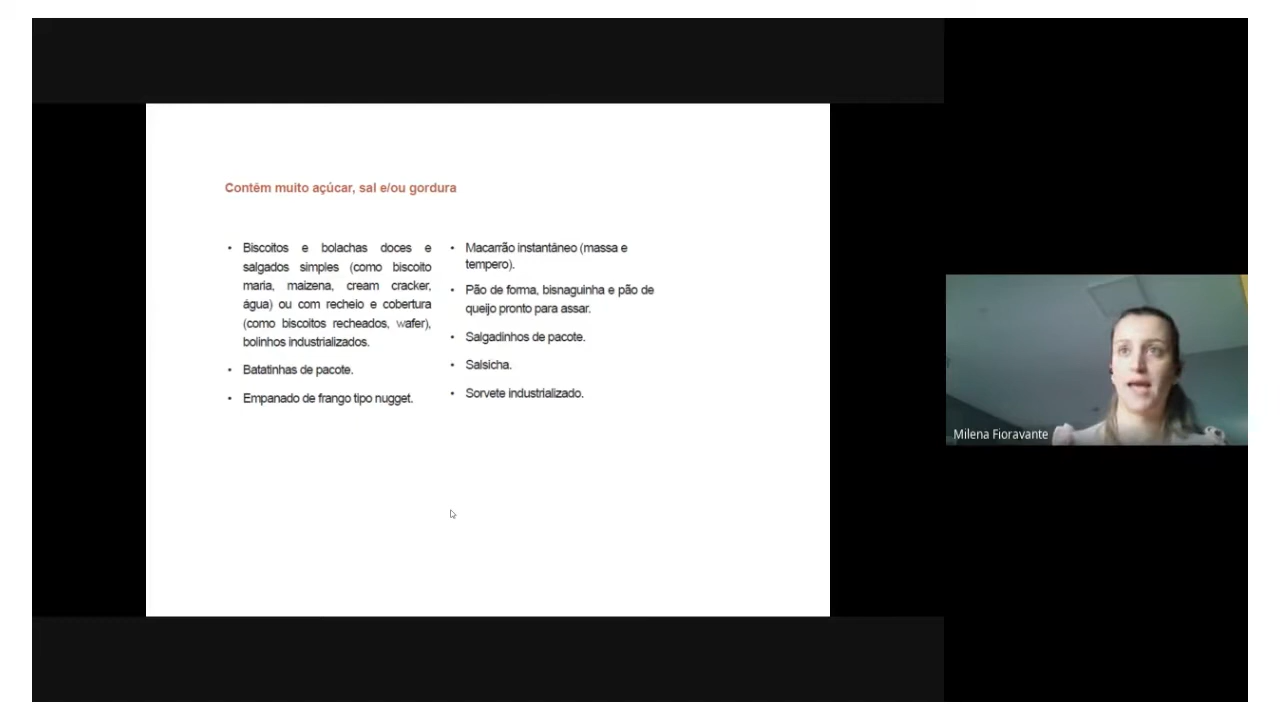 Contém muito açúcar, sal e/ou gordura
• Biscoitos e bolachas doces e
salgados simples (como biscoito
maria, maizena, cream cracker,
água) ou com recheio e cobertura
(como biscoitos recheados, wafer),
bolinhos industrializados.
• Batatinhas de pacote.
• Empanado de frango tipo nugget.
• Macarrão instantâneo (massa e
tempero).
• Pão de forma, bisnaguinha e pão de
queijo pronto para assar.
• Salgadinhos de pacote.
• Salsicha.
• Sorvete industrializado.
Milena Fioravante